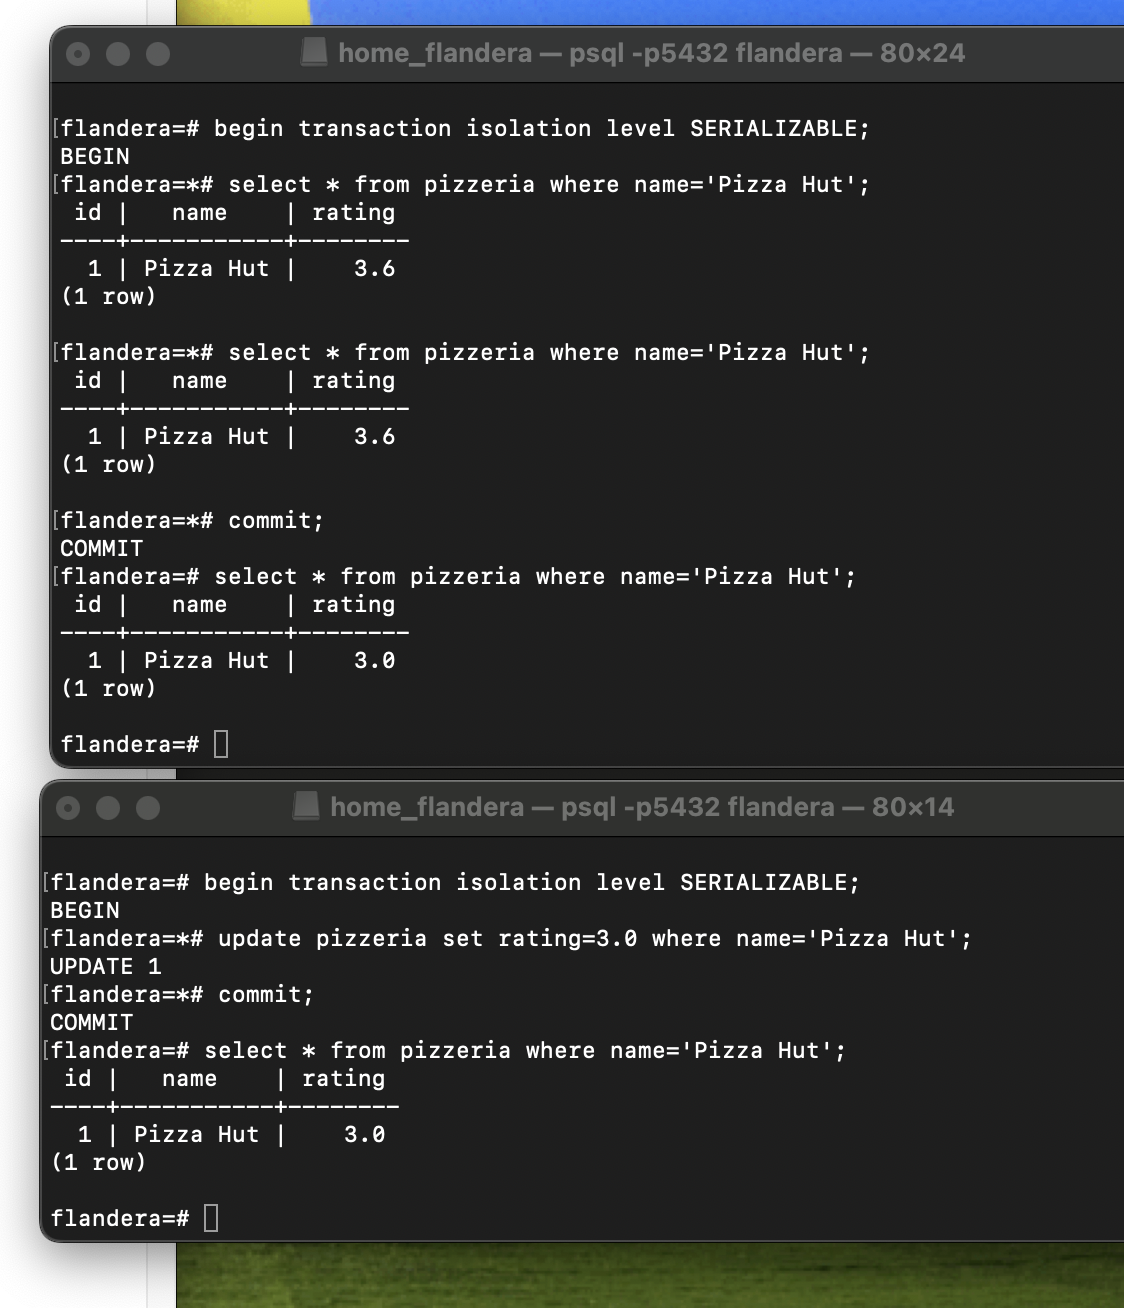 home_flandera — psql -p5432 flandera — 80×24
flandera=# begin transaction isolation level SERIALIZABLE;
BEGIN
flandera=*# select * from pizzeria where name='Pizza Hut';
 id |   name    | rating
----+-----------+--------
  1 | Pizza Hut |    3.6
(1 row)
flandera=*# select * from pizzeria where name='Pizza Hut';
 id |   name    | rating
----+-----------+--------
  1 | Pizza Hut |    3.6
(1 row)
flandera=*# commit;
COMMIT
flandera=# select * from pizzeria where name='Pizza Hut';
 id |   name    | rating
----+-----------+--------
  1 | Pizza Hut |    3.0
(1 row)
flandera=#
home_flandera — psql -p5432 flandera — 80×14
flandera=# begin transaction isolation level SERIALIZABLE;
BEGIN
flandera=*# update pizzeria set rating=3.0 where name='Pizza Hut';
UPDATE 1
flandera=*# commit;
COMMIT
flandera=# select * from pizzeria where name='Pizza Hut';
 id |   name    | rating
----+-----------+--------
  1 | Pizza Hut |    3.0
(1 row)
flandera=#